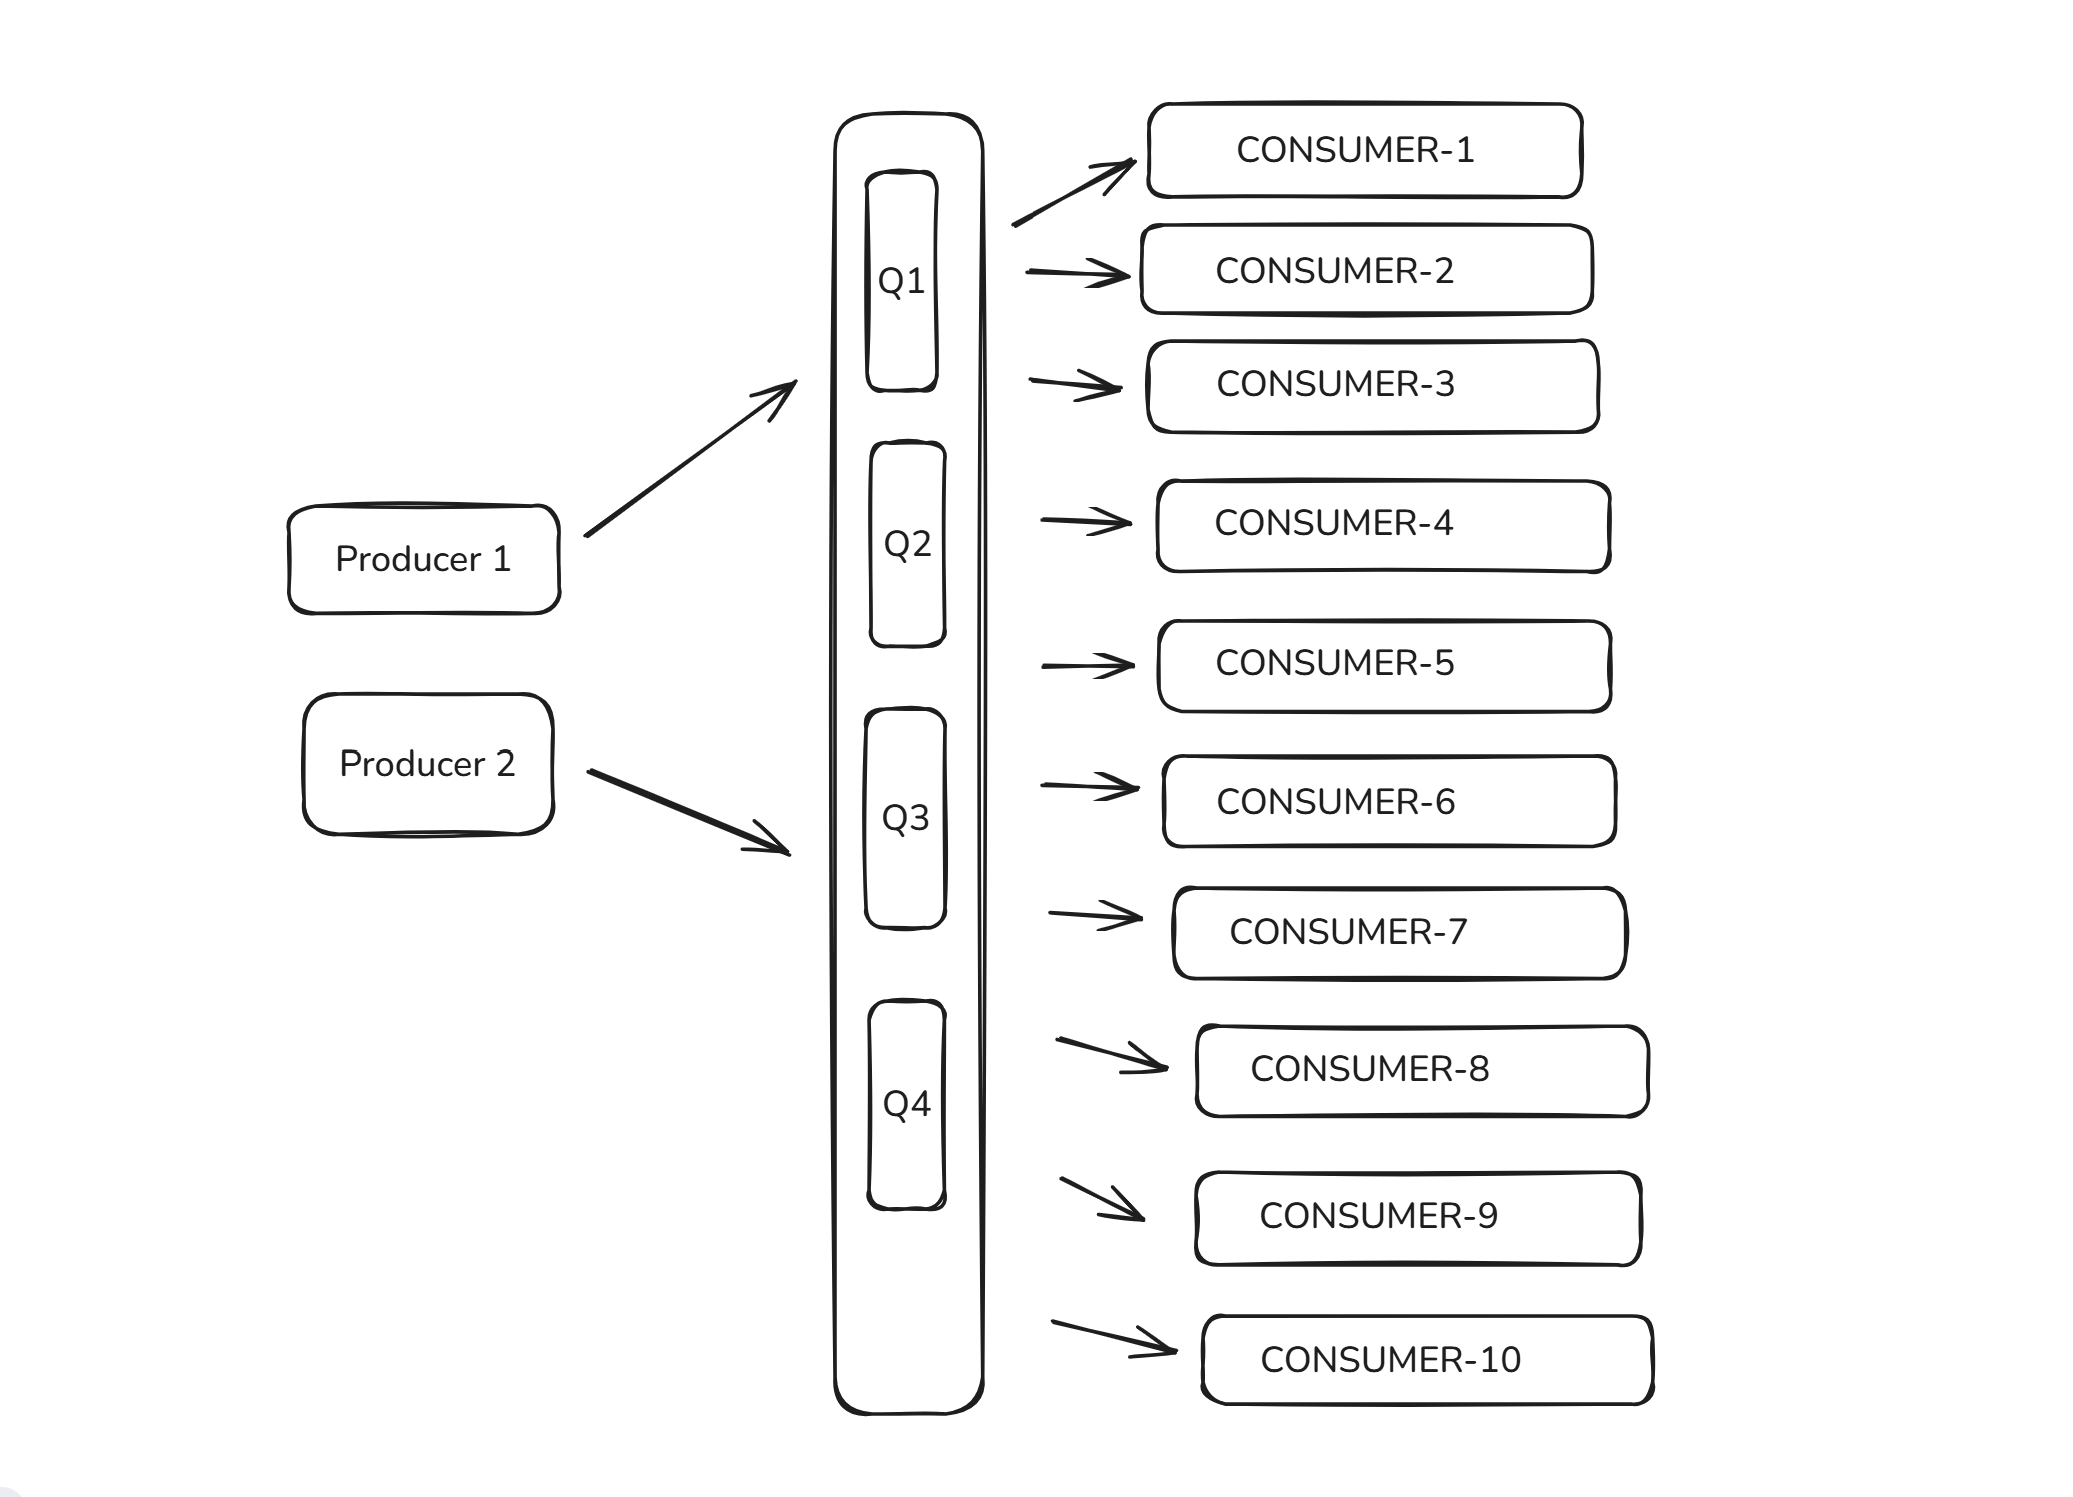 Producer 1
Producer 2
Q1
Q2
Q3
Q4
CONSUMER-1
CONSUMER-2
CONSUMER-3
CONSUMER-4
CONSUMER-5
CONSUMER-6
CONSUMER-7
CONSUMER-8
CONSUMER-9
CONSUMER-10